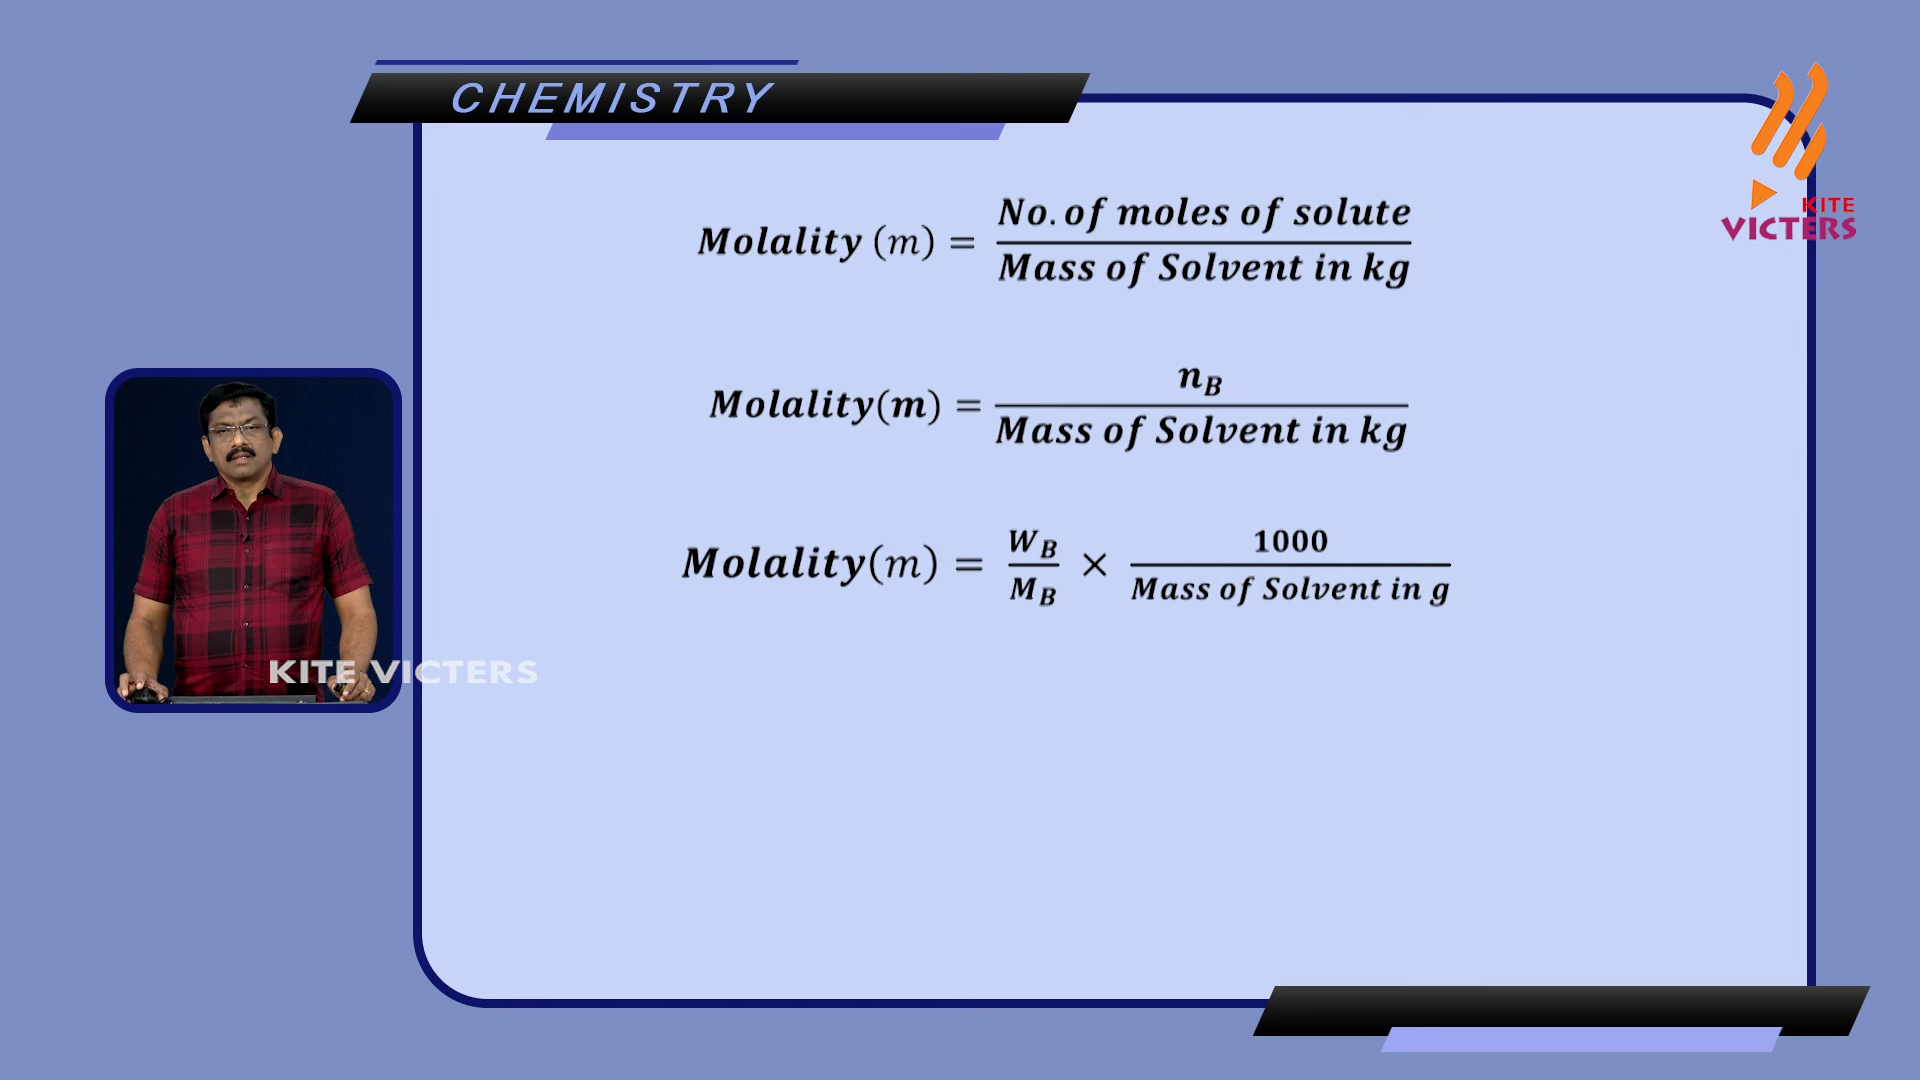 CHEMISTRY
KITE
VICTERS
Molality (m) = No. of moles of solute / Mass of Solvent in kg
Molality(m) = n_B / Mass of Solvent in kg
Molality(m) = W_B / M_B × 1000 / Mass of Solvent in g
KITE VICTERS